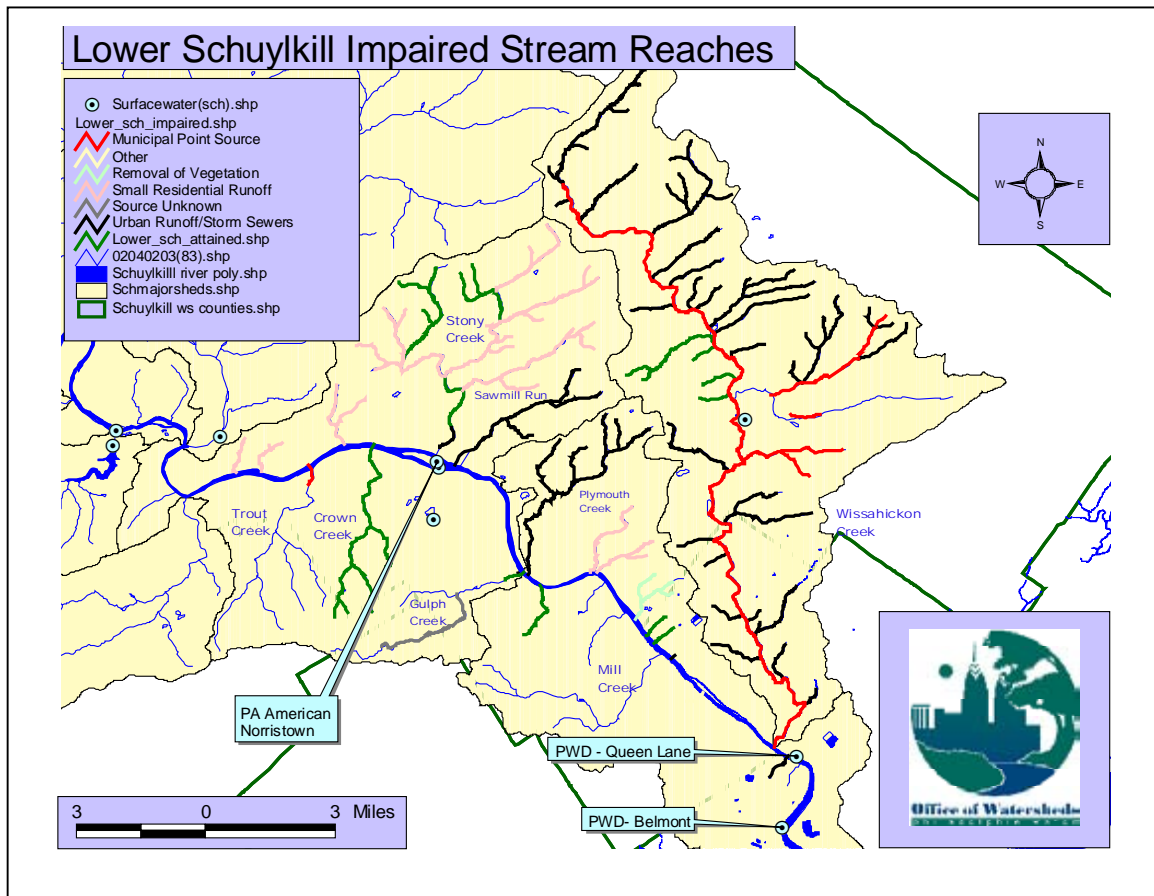 Lower Schuylkill Impaired Stream Reaches
Surfacewater(sch).shp
Lower_sch_impaired.shp
Municipal Point Source
Other
Removal of Vegetation
Small Residential Runoff
Source Unknown
Urban Runoff/Storm Sewers
Lower_sch_attained.shp
02040203(83).shp
Schuylkilll river poly.shp
Schmajorsheds.shp
Schuylkill ws counties.shp
N
W
E
S
Stony
Creek
Sawmill Run
Trout
Creek
Crown
Creek
Plymouth
Creek
Wissahickon
Creek
Gulph
Creek
Mill
Creek
PA American
Norristown
PWD - Queen Lane
PWD- Belmont
3 0 3 Miles
Office of Watersheds